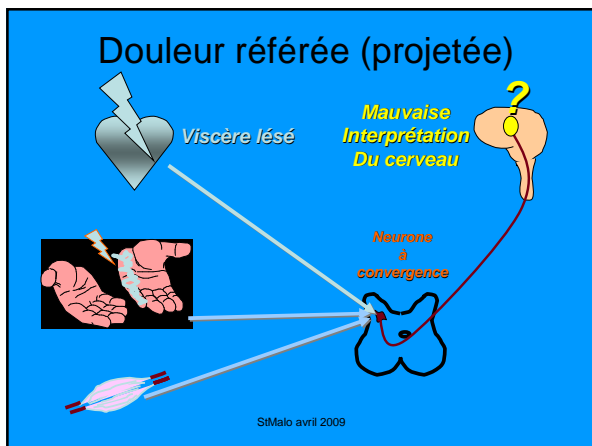 Douleur référée (projetée)
Viscère lésé
?
Mauvaise
Interprétation
Du cerveau
Neurone
à
convergence
StMalo avril 2009